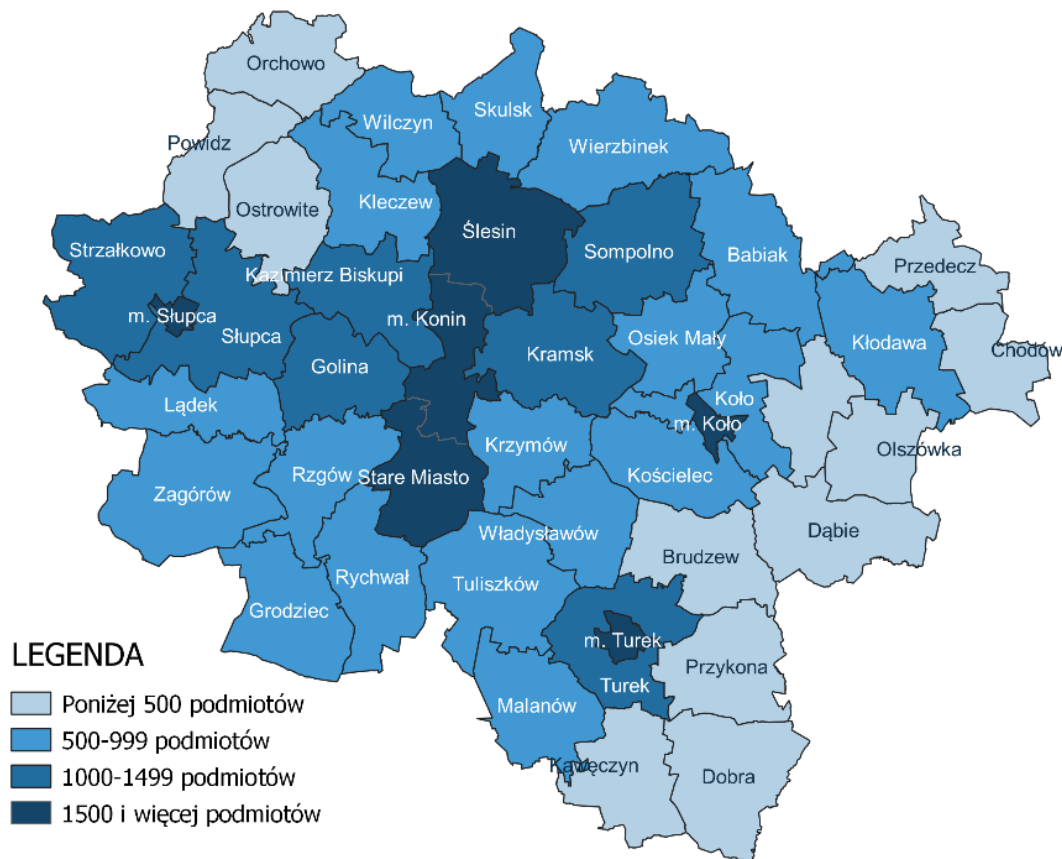 Orchowo
Skulsk
Wilczyn
Powidz
Wierzbinek
Kleczew
Ostrowite
Ślesin
Strzałkowo
Sompolno
Babiak
Przedecz
Kazimierz Biskupi
m. Słupca
m. Konin
Słupca
Osiek Mały
Kłodawa
Chodów
Kramsk
Golina
Lądek
Koło
m. Koło
Olszówka
Krzymów
Rzgów
Stare Miasto
Kościelec
Zagórów
Władysławów
Dąbie
Brudzew
Rychwał
Tuliszków
Grodziec
m. Turek
Przykona
Turek
Malanów
Kawęczyn
Dobra
LEGENDA
Poniżej 500 podmiotów
500-999 podmiotów
1000-1499 podmiotów
1500 i więcej podmiotów